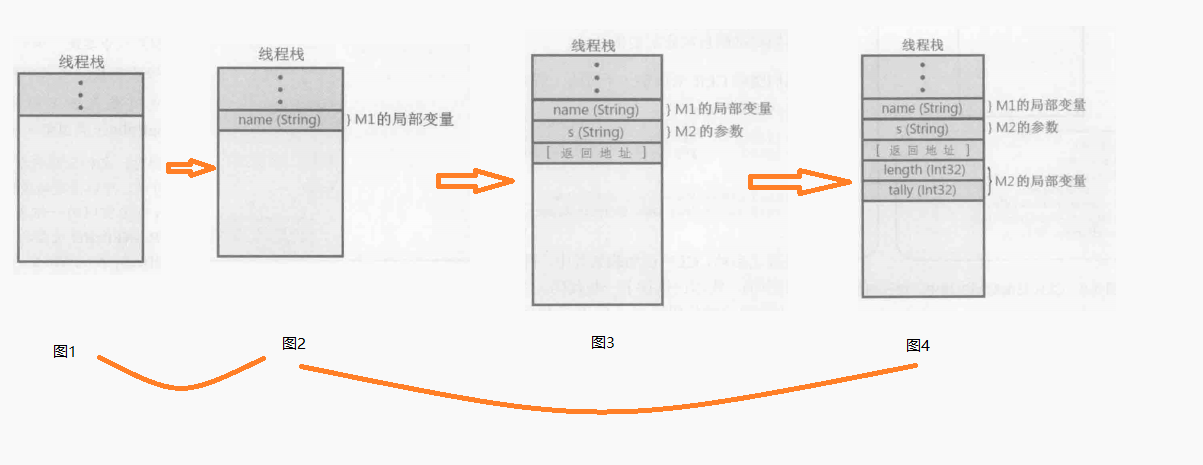 线程栈
图1
线程栈
name (String) }M1的局部变量
图2
线程栈
name (String) }M1的局部变量
s (String) }M2的参数
[ 返回地址 ]
图3
线程栈
name (String) }M1的局部变量
s (String) }M2的参数
[ 返回地址 ]
length (Int32)
tally (Int32)
}M2的局部变量
图4